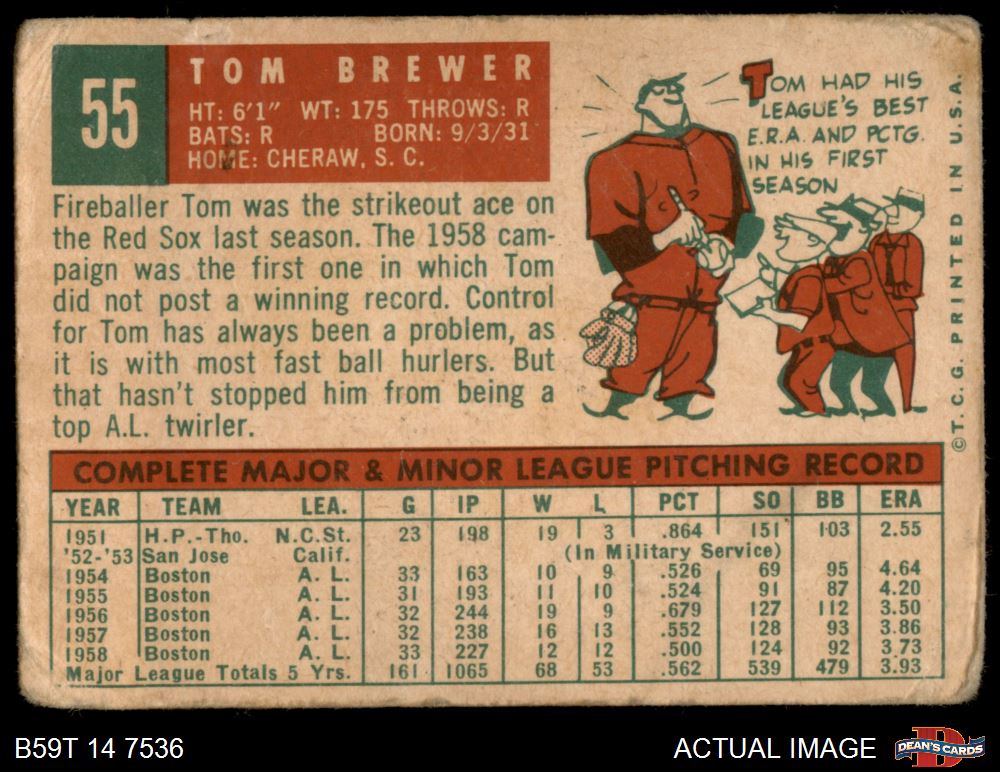 55
TOM BREWER
HT: 6'1" WT: 175 THROWS: R
BATS: R BORN: 9/3/31
HOME: CHERAW, S. C.
TOM HAD HIS
LEAGUE'S BEST
E.R.A. AND PCTG.
IN HIS FIRST
SEASON
Fireballer Tom was the strikeout ace on
the Red Sox last season. The 1958 cam-
paign was the first one in which Tom
did not post a winning record. Control
for Tom has always been a problem, as
it is with most fast ball hurlers. But
that hasn't stopped him from being a
top A.L. twirler.
©T. C. G. PRINTED IN U.S.A.
COMPLETE MAJOR & MINOR LEAGUE PITCHING RECORD
YEAR TEAM LEA. G IP W L PCT SO BB ERA
1951 H.P.-Tho. N.C.St. 23 198 19 3 .864 151 103 2.55
'52-'53 San Jose Calif. (In Military Service)
1954 Boston A. L. 33 163 10 9 .526 69 95 4.64
1955 Boston A. L. 31 193 11 10 .524 91 87 4.20
1956 Boston A. L. 32 244 19 9 .679 127 112 3.50
1957 Boston A. L. 32 238 16 13 .552 128 93 3.86
1958 Boston A. L. 33 227 12 12 .500 124 92 3.73
Major League Totals 5 Yrs. 161 1065 68 53 .562 539 479 3.93
B59T 14 7536
ACTUAL IMAGE
DEAN'S CARDS